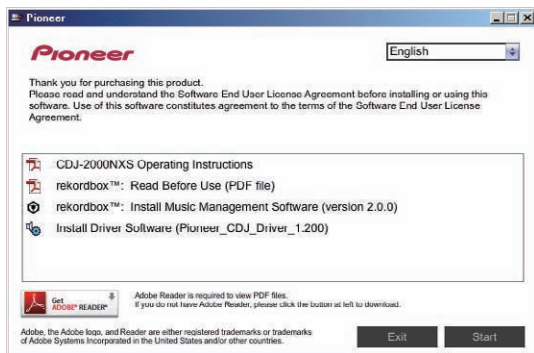 Pioneer
Pioneer
English
Thank you for purchasing this product.
Please read and understand the Software End User License Agreement before installing or using this
software. Use of this software constitutes agreement to the terms of the Software End User License
Agreement.
CDJ-2000NXS Operating Instructions
rekordbox™: Read Before Use (PDF file)
rekordbox™: Install Music Management Software (version 2.0.0)
Install Driver Software (Pioneer_CDJ_Driver_1.200)
Get
ADOBE® READER®
Adobe Reader is required to view PDF files.
If you do not have Adobe Reader, please click the button at left to download.
Adobe, the Adobe logo, and Reader are either registered trademarks or trademarks
of Adobe Systems Incorporated in the United States and/or other countries.
Exit
Start